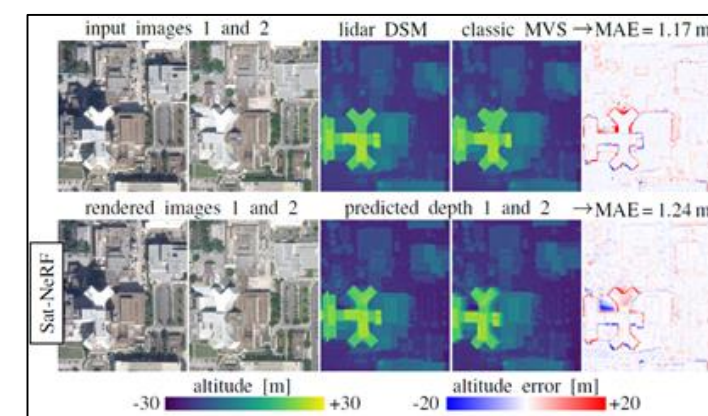 input images 1 and 2 lidar DSM classic MVS → MAE = 1.17 m
rendered images 1 and 2 predicted depth 1 and 2 → MAE = 1.24 m
Sat-NeRF
altitude [m] altitude error [m]
-30 +30 -20 +20